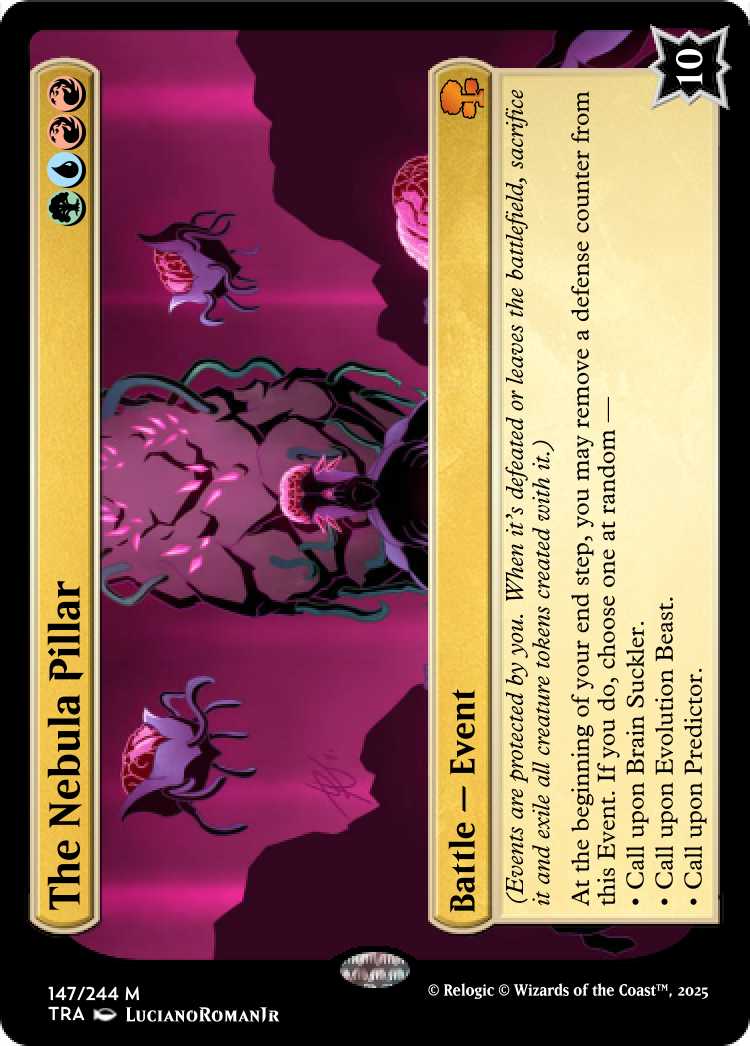 The Nebula Pillar
Battle — Event
10
(Events are protected by you. When it's defeated or leaves the battlefield, sacrifice
it and exile all creature tokens created with it.)
At the beginning of your end step, you may remove a defense counter from
this Event. If you do, choose one at random —
• Call upon Brain Suckler.
• Call upon Evolution Beast.
• Call upon Predictor.
147/244 M
TRA LucianoRomanJr
© Relogic © Wizards of the Coast™, 2025